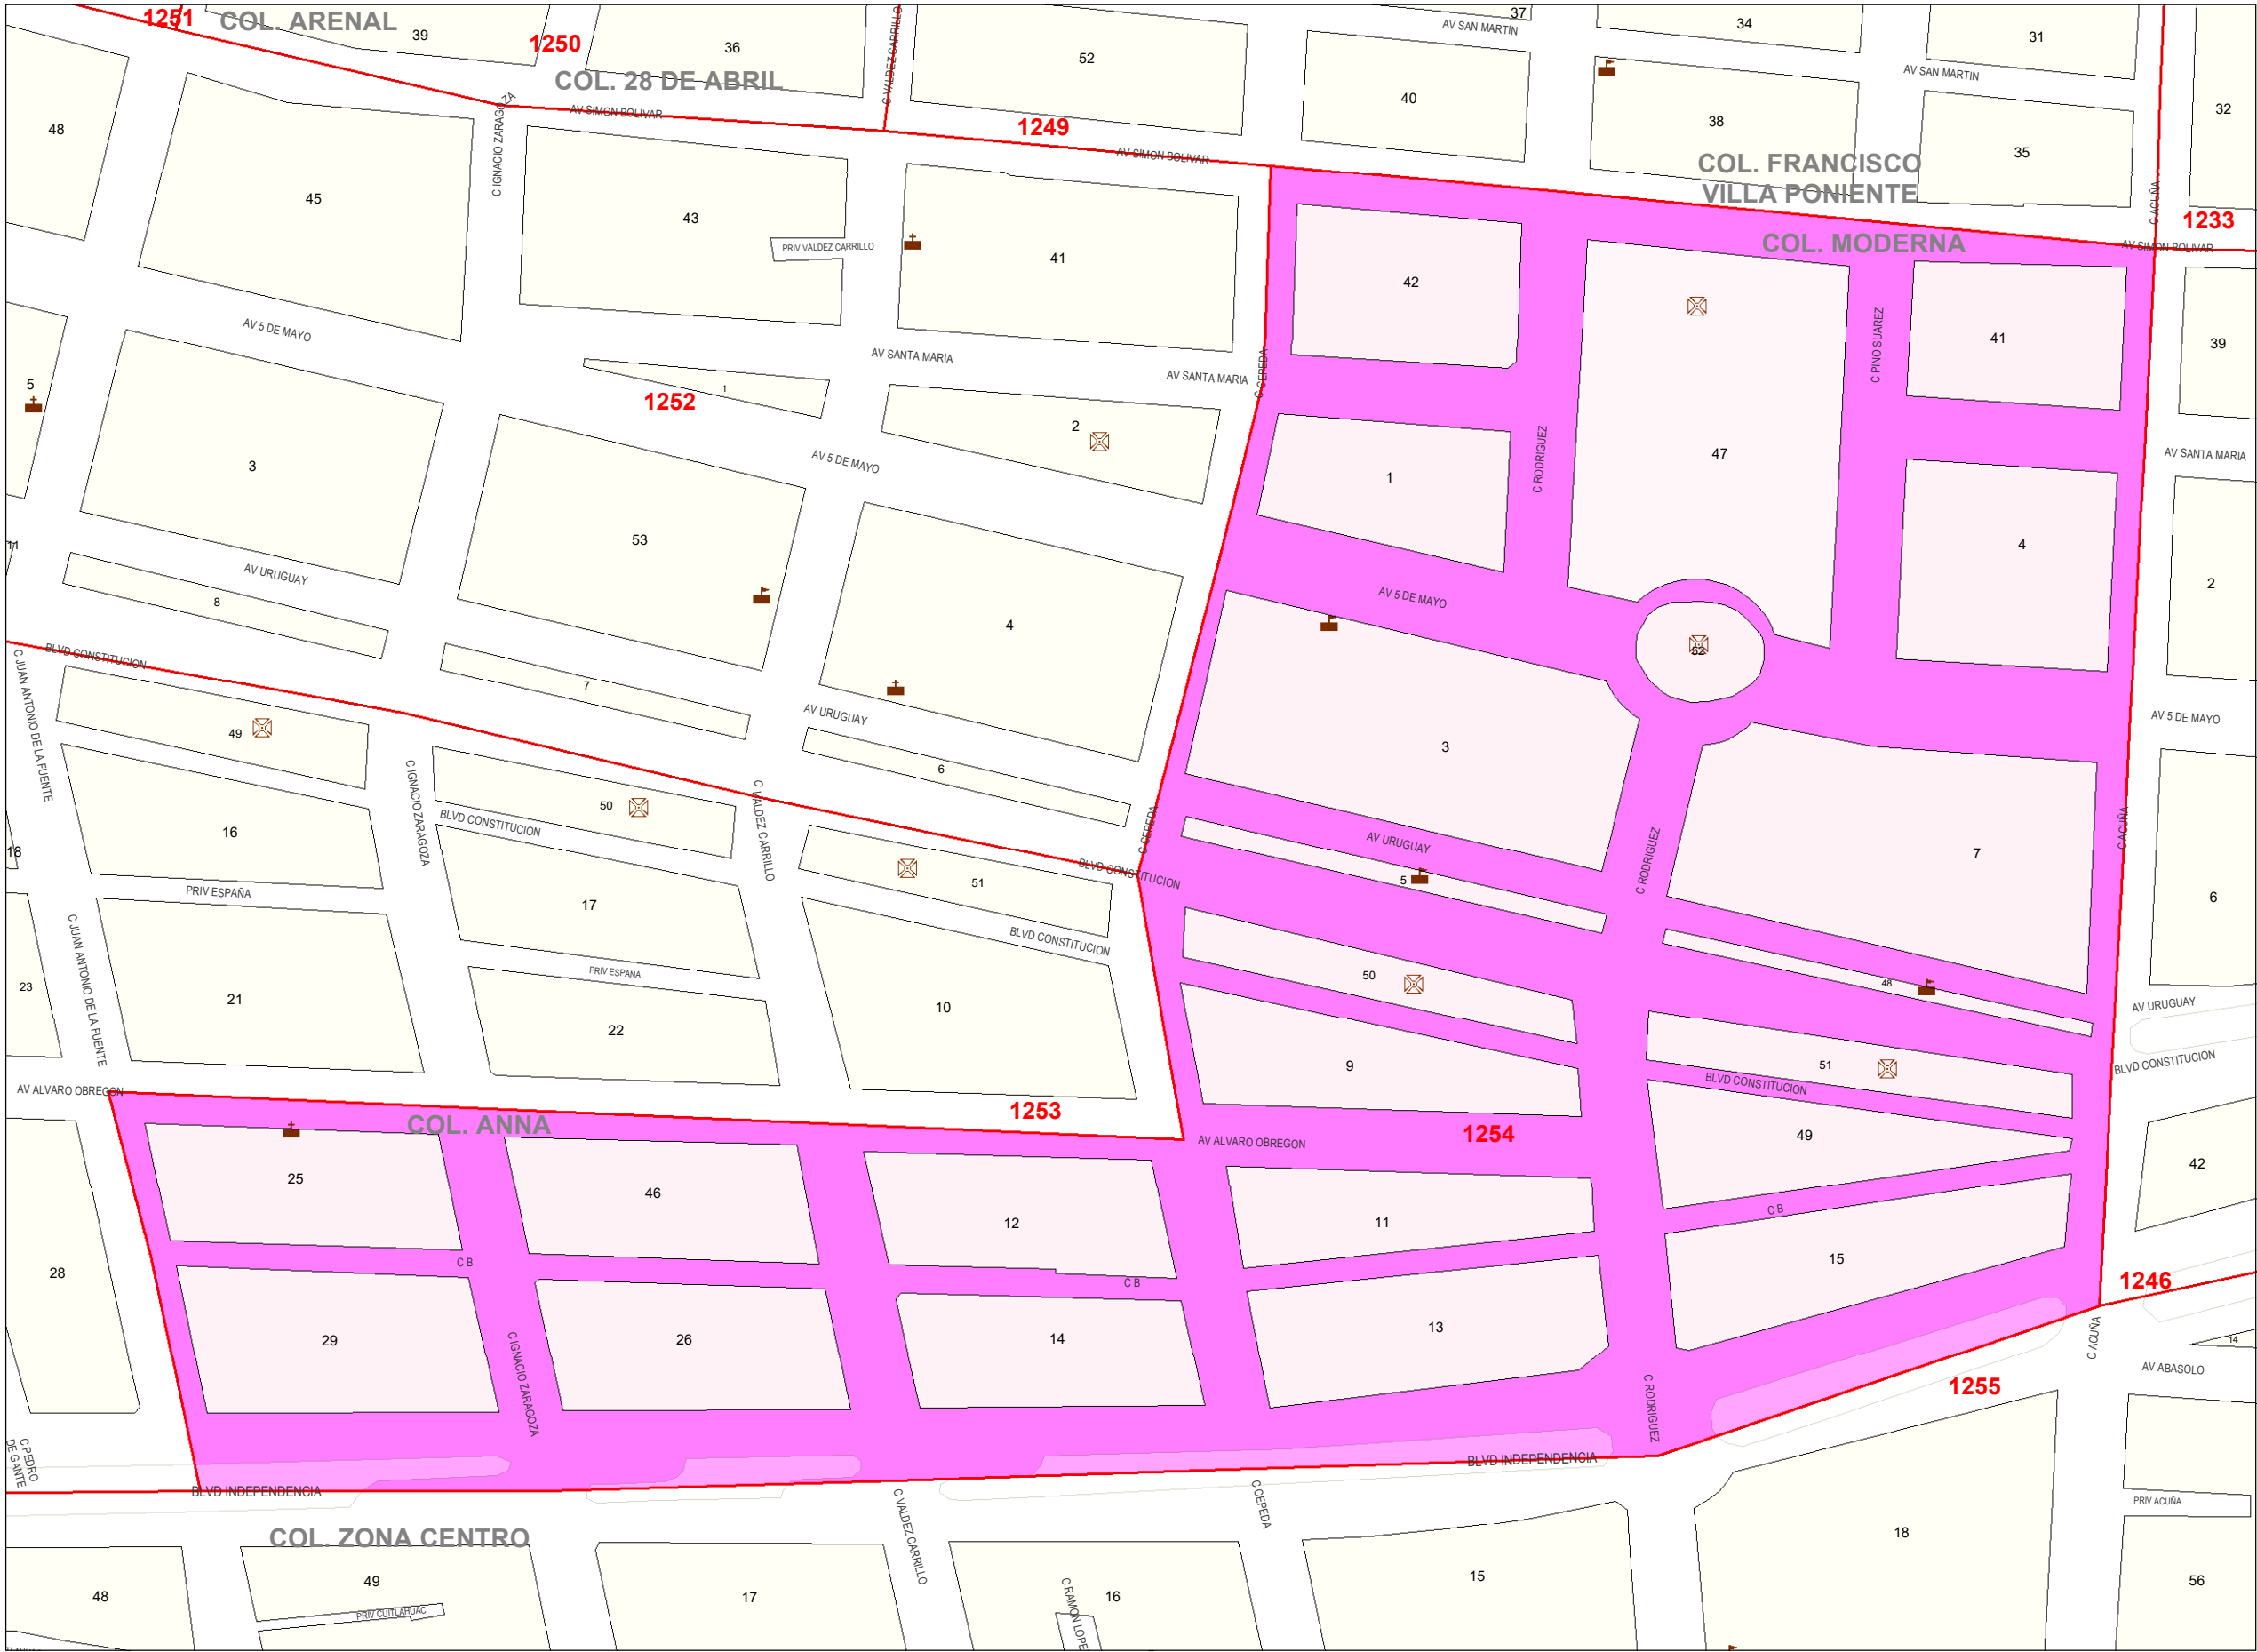 1251
COL. ARENAL
39
1250
36
COL. 28 DE ABRIL
C VALDEZ CARRILLO
52
37
AV SAN MARTIN
34
31
AV SAN MARTIN
40
38
35
32
48
45
C IGNACIO ZARAGOZA
AV SIMON BOLIVAR
1249
AV SIMON BOLIVAR
COL. FRANCISCO
VILLA PONIENTE
C ACUÑA
1233
AV SIMON BOLIVAR
COL. MODERNA
43
PRIV VALDEZ CARRILLO
41
42
C PINO SUAREZ
41
39
AV 5 DE MAYO
AV SANTA MARIA
AV SANTA MARIA
C CEPEDA
5
1
1252
2
3
AV 5 DE MAYO
1
C RODRIGUEZ
47
AV SANTA MARIA
53
4
2
11
AV URUGUAY
8
4
AV 5 DE MAYO
52
BLVD CONSTITUCION
C JUAN ANTONIO DE LA FUENTE
7
AV URUGUAY
AV 5 DE MAYO
49
3
6
C IGNACIO ZARAGOZA
50
BLVD CONSTITUCION
C VALDEZ CARRILLO
C CEPEDA
AV URUGUAY
C RODRIGUEZ
C ACUÑA
7
16
18
BLVD CONSTITUCION
51
5
6
PRIV ESPAÑA
17
BLVD CONSTITUCION
C JUAN ANTONIO DE LA FUENTE
PRIV ESPAÑA
50
48
23
21
10
22
AV URUGUAY
BLVD CONSTITUCION
9
51
BLVD CONSTITUCION
AV ALVARO OBREGON
1253
COL. ANNA
AV ALVARO OBREGON
1254
49
42
25
46
12
11
C B
C B
C B
15
28
1246
29
C IGNACIO ZARAGOZA
26
14
13
C ACUÑA
14
AV ABASOLO
1255
C RODRIGUEZ
C PEDRO
DE GANTE
BLVD INDEPENDENCIA
BLVD INDEPENDENCIA
C VALDEZ CARRILLO
C CEPEDA
PRIV ACUÑA
COL. ZONA CENTRO
18
48
49
PRIV CUITLAHUAC
17
C RAMON LOPE
16
15
56